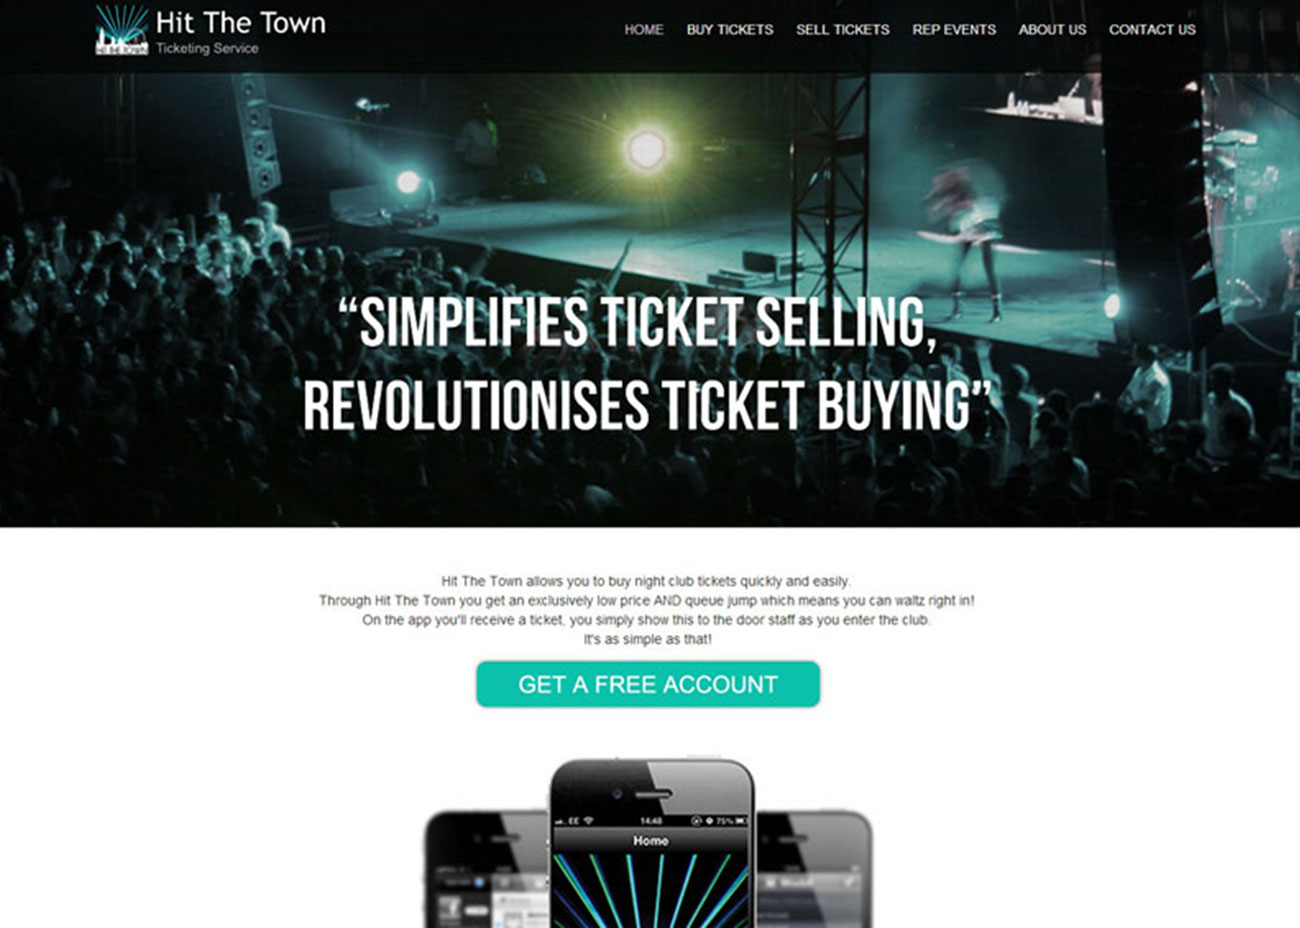 Hit The Town
Ticketing Service
HIT THE TOWN
HOME BUY TICKETS SELL TICKETS REP EVENTS ABOUT US CONTACT US
“SIMPLIFIES TICKET SELLING,
REVOLUTIONISES TICKET BUYING”
Hit The Town allows you to buy night club tickets quickly and easily.
Through Hit The Town you get an exclusively low price AND queue jump which means you can waltz right in!
On the app you'll receive a ticket, you simply show this to the door staff as you enter the club.
It's as simple as that!
GET A FREE ACCOUNT
EE 14:48 75%
Home